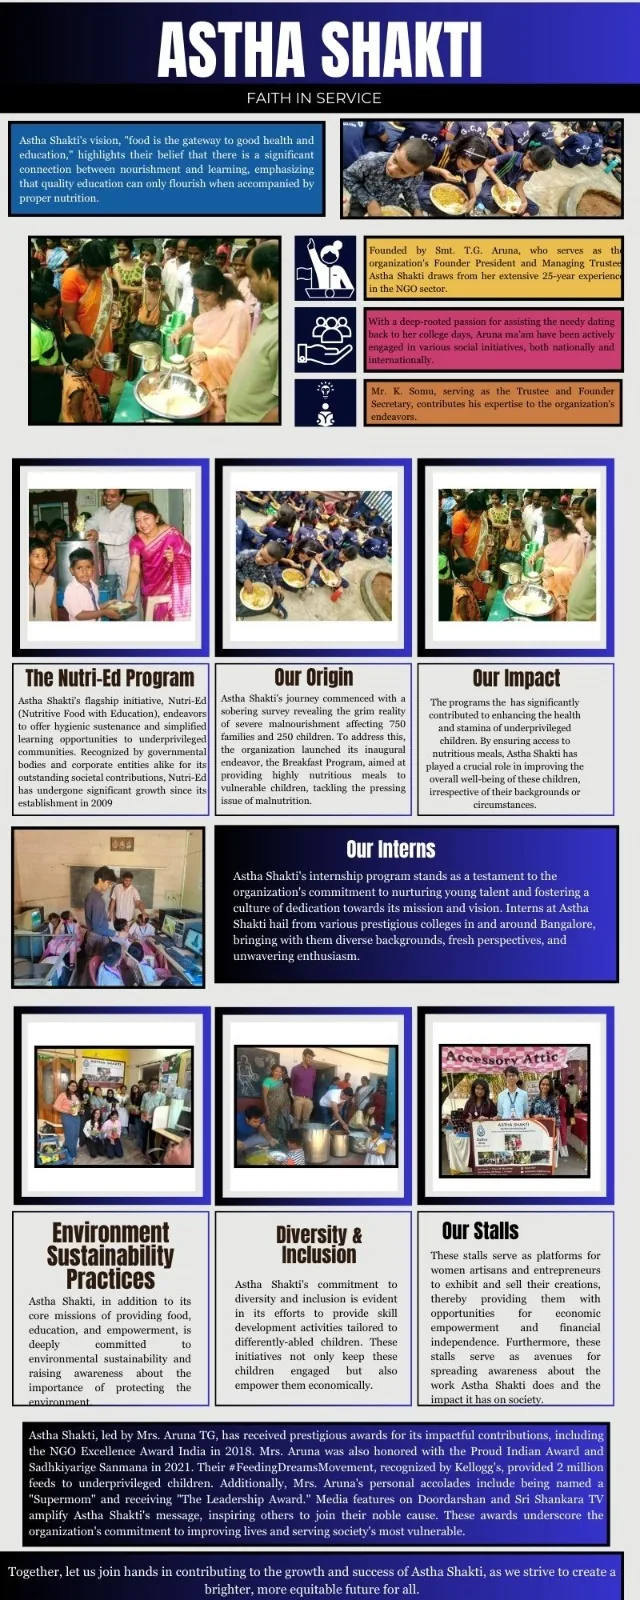 ASTHA SHAKTI
FAITH IN SERVICE
Astha Shakti's vision, "food is the gateway to good health and
education," highlights their belief that there is a significant
connection between nourishment and learning, emphasizing
that quality education can only flourish when accompanied by
proper nutrition.
Founded by Smt. T.G. Aruna, who serves as the
organization's Founder President and Managing Trustee
Astha Shakti draws from her extensive 25-year experience
in the NGO sector.
With a deep-rooted passion for assisting the needy dating
back to her college days, Aruna ma'am have been actively
engaged in various social initiatives, both nationally and
internationally.
Mr. K. Somu, serving as the Trustee and Founder
Secretary, contributes his expertise to the organization's
endeavors.
The Nutri-Ed Program
Astha Shakti's flagship initiative, Nutri-Ed
(Nutritive Food with Education), endeavors
to offer hygienic sustenance and simplified
learning opportunities to underprivileged
communities. Recognized by governmental
bodies and corporate entities alike for its
outstanding societal contributions, Nutri-Ed
has undergone significant growth since its
establishment in 2009
Our Origin
Astha Shakti's journey commenced with a
sobering survey revealing the grim reality
of severe malnourishment affecting 750
families and 250 children. To address this,
the organization launched its inaugural
endeavor, the Breakfast Program, aimed at
providing highly nutritious meals to
vulnerable children, tackling the pressing
issue of malnutrition.
Our Impact
The programs the has significantly
contributed to enhancing the health
and stamina of underprivileged
children. By ensuring access to
nutritious meals, Astha Shakti has
played a crucial role in improving the
overall well-being of these children,
irrespective of their backgrounds or
circumstances.
Our Interns
Astha Shakti's internship program stands as a testament to the
organization's commitment to nurturing young talent and fostering a
culture of dedication towards its mission and vision. Interns at Astha
Shakti hail from various prestigious colleges in and around Bangalore,
bringing with them diverse backgrounds, fresh perspectives, and
unwavering enthusiasm.
ASTHA SHAKTI
Accessory Attic
ASTHA SHAKTI
Environment
Sustainability
Practices
Astha Shakti, in addition to its
core missions of providing food,
education, and empowerment, is
deeply committed to
environmental sustainability and
raising awareness about the
importance of protecting the
environment.
Diversity &
Inclusion
Astha Shakti's commitment to
diversity and inclusion is evident
in its efforts to provide skill
development activities tailored to
differently-abled children. These
initiatives not only keep these
children engaged but also
empower them economically.
Our Stalls
These stalls serve as platforms for
women artisans and entrepreneurs
to exhibit and sell their creations,
thereby providing them with
opportunities for economic
empowerment and financial
independence. Furthermore, these
stalls serve as avenues for
spreading awareness about the
work Astha Shakti does and the
impact it has on society.
Astha Shakti, led by Mrs. Aruna TG, has received prestigious awards for its impactful contributions, including
the NGO Excellence Award India in 2018. Mrs. Aruna was also honored with the Proud Indian Award and
Sadhkiyarige Sanmana in 2021. Their #FeedingDreamsMovement, recognized by Kellogg's, provided 2 million
feeds to underprivileged children. Additionally, Mrs. Aruna's personal accolades include being named a
"Supermom" and receiving "The Leadership Award." Media features on Doordarshan and Sri Shankara TV
amplify Astha Shakti's message, inspiring others to join their noble cause. These awards underscore the
organization's commitment to improving lives and serving society's most vulnerable.
Together, let us join hands in contributing to the growth and success of Astha Shakti, as we strive to create a
brighter, more equitable future for all.